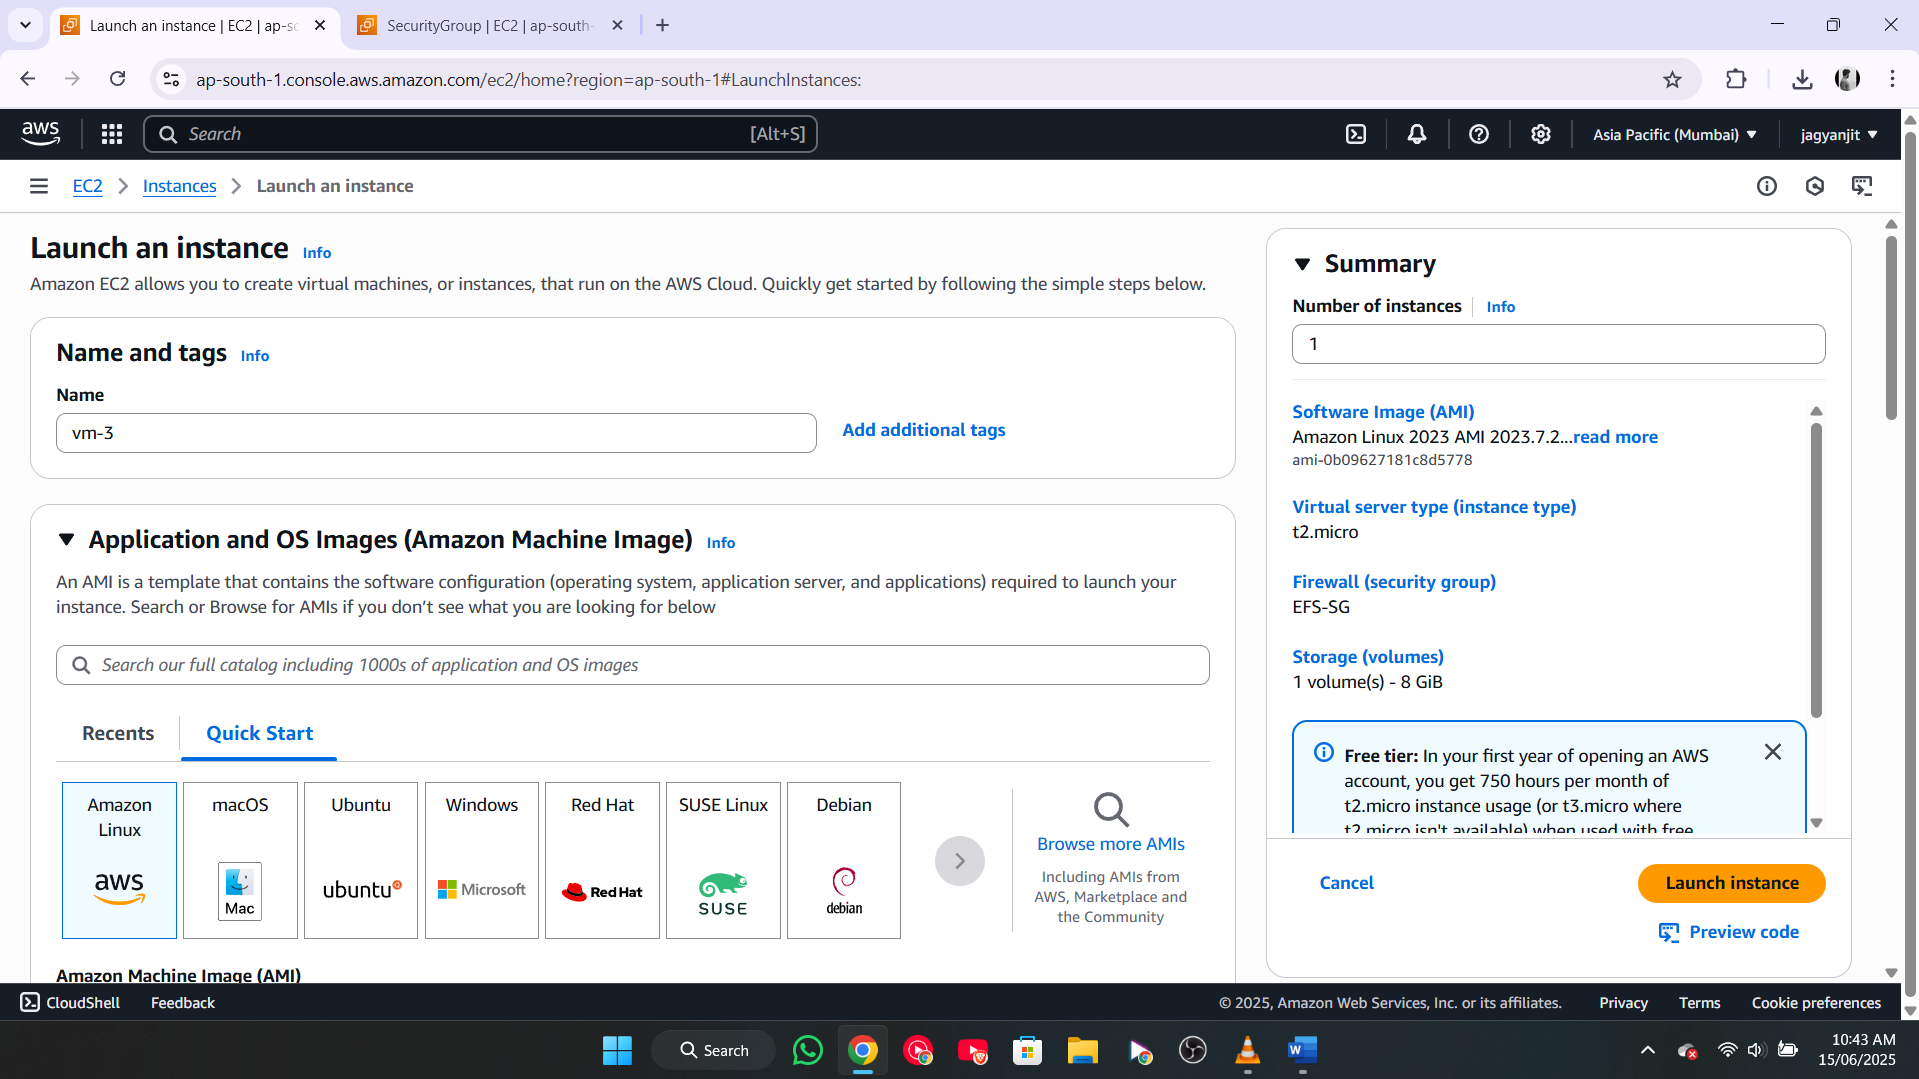 Launch an instance | EC2 | ap-sc
SecurityGroup | EC2 | ap-south-
ap-south-1.console.aws.amazon.com/ec2/home?region=ap-south-1#LaunchInstances:
aws
Search
[Alt+S]
Asia Pacific (Mumbai)
jagyanjit
EC2
Instances
Launch an instance
Launch an instance Info
Amazon EC2 allows you to create virtual machines, or instances, that run on the AWS Cloud. Quickly get started by following the simple steps below.
Name and tags Info
Name
vm-3
Add additional tags
Application and OS Images (Amazon Machine Image) Info
An AMI is a template that contains the software configuration (operating system, application server, and applications) required to launch your
instance. Search or Browse for AMIs if you don’t see what you are looking for below
Search our full catalog including 1000s of application and OS images
Recents
Quick Start
Amazon
Linux
aws
macOS
Mac
Ubuntu
ubuntu
Windows
Microsoft
Red Hat
RedHat
SUSE Linux
SUSE
Debian
debian
Browse more AMIs
Including AMIs from
AWS, Marketplace and
the Community
Amazon Machine Image (AMI)
Summary
Number of instances Info
1
Software Image (AMI)
Amazon Linux 2023 AMI 2023.7.2...read more
ami-0b09627181c8d5778
Virtual server type (instance type)
t2.micro
Firewall (security group)
EFS-SG
Storage (volumes)
1 volume(s) - 8 GiB
Free tier: In your first year of opening an AWS
account, you get 750 hours per month of
t2.micro instance usage (or t3.micro where
t2.micro isn't available) when used with free
Cancel
Launch instance
Preview code
CloudShell
Feedback
© 2025, Amazon Web Services, Inc. or its affiliates.
Privacy
Terms
Cookie preferences
Search
W
10:43 AM
15/06/2025